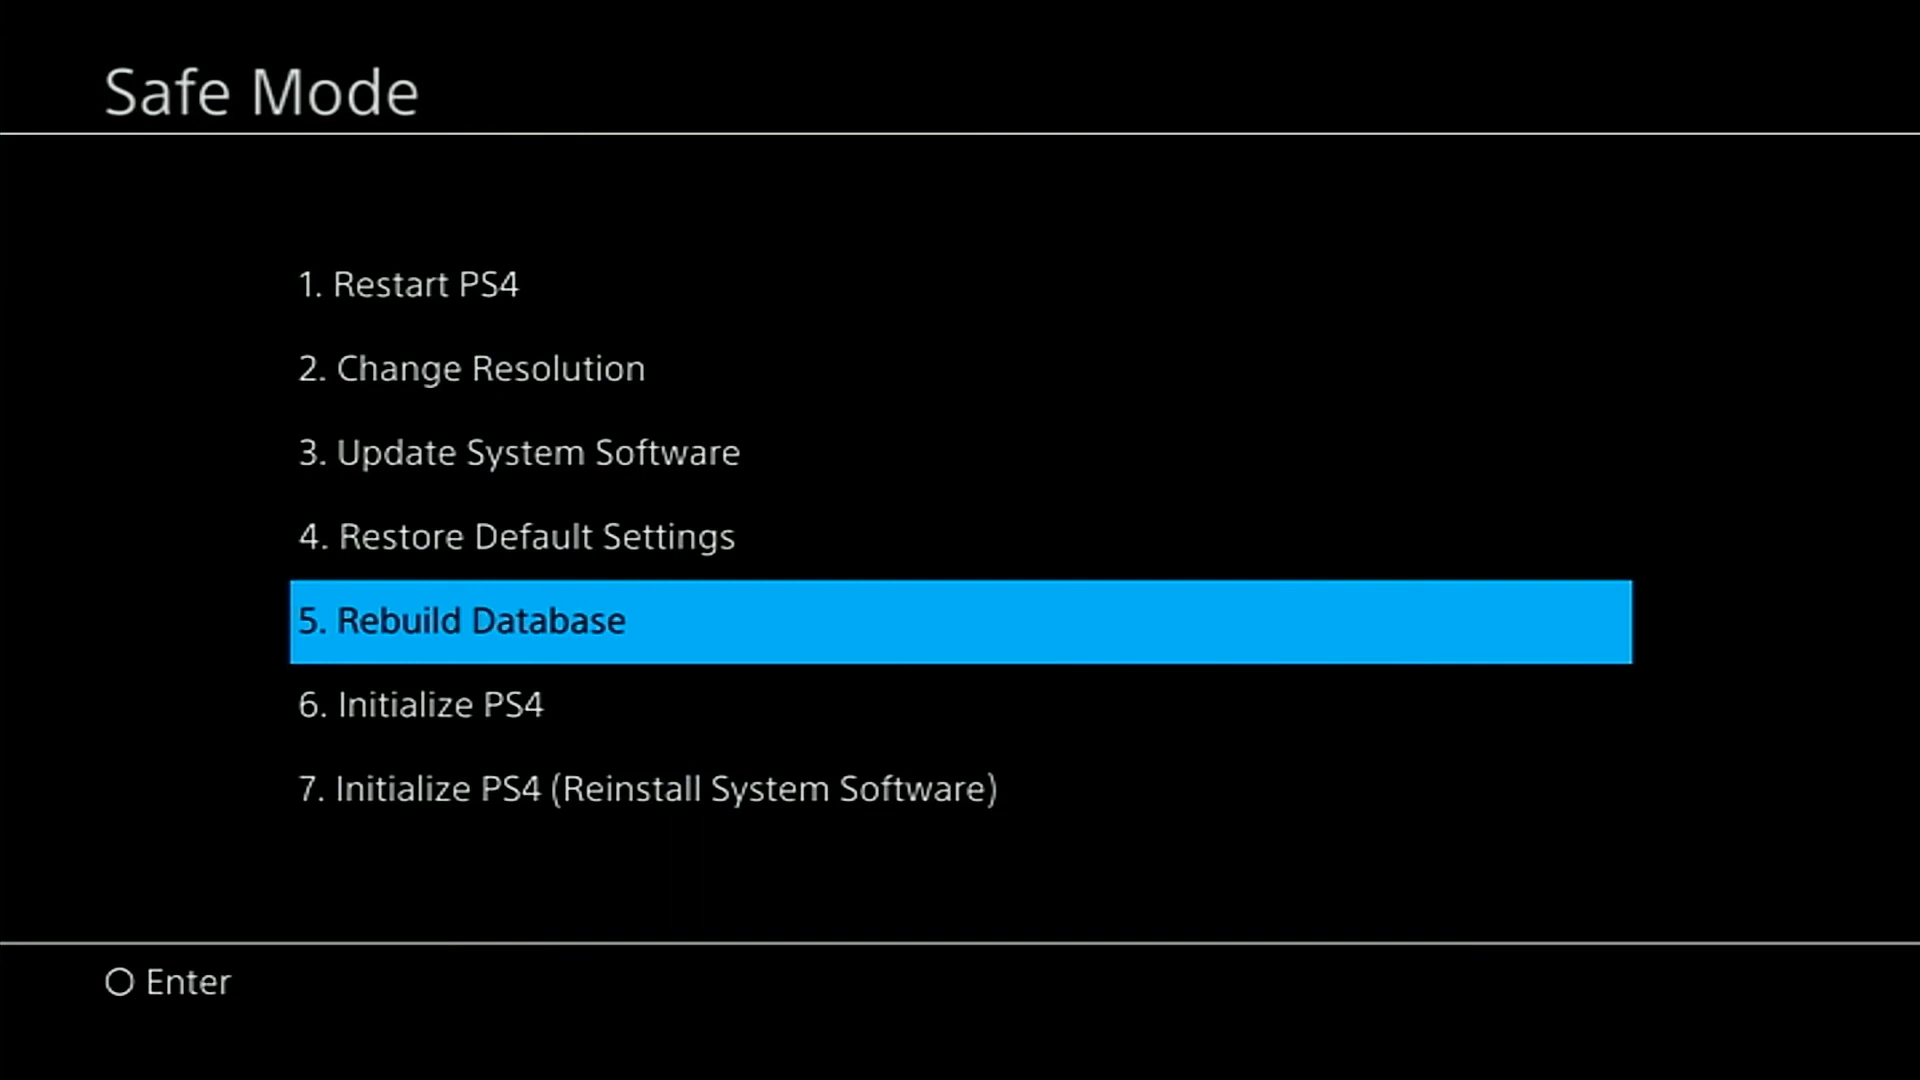 Safe Mode
1. Restart PS4
2. Change Resolution
3. Update System Software
4. Restore Default Settings
5. Rebuild Database
6. Initialize PS4
7. Initialize PS4 (Reinstall System Software)
Enter